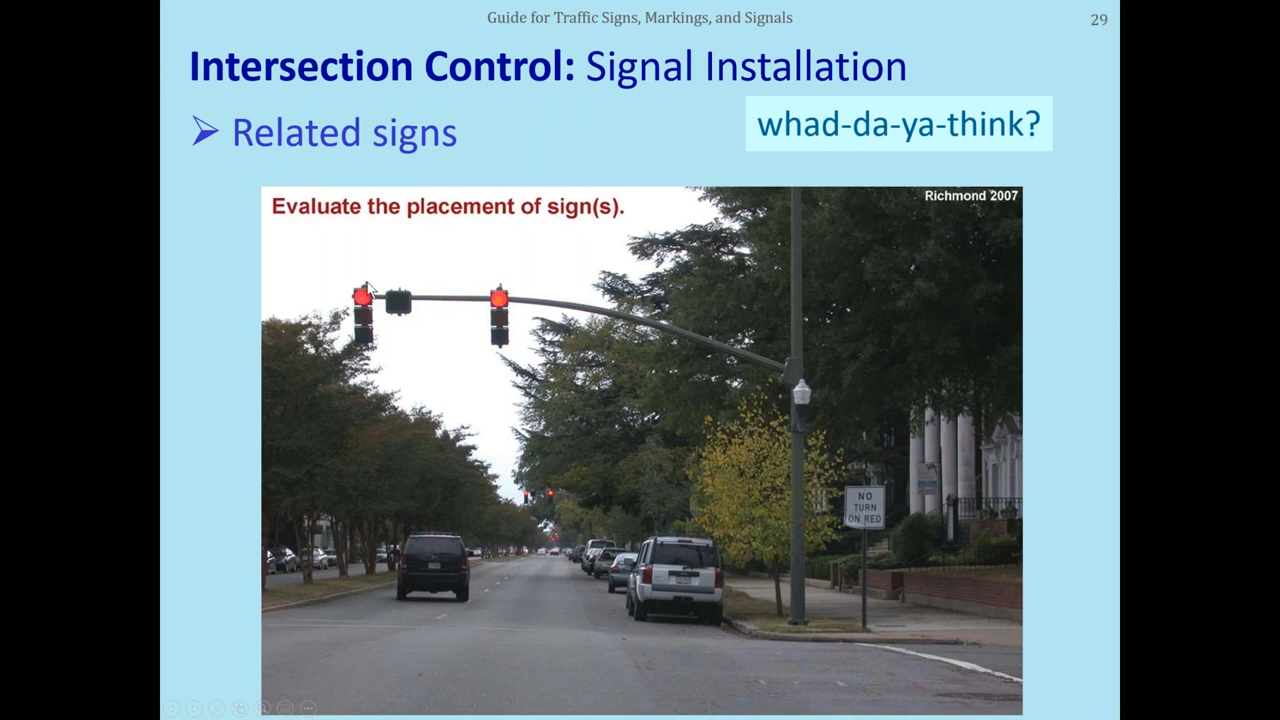 Guide for Traffic Signs, Markings, and Signals
29
Intersection Control: Signal Installation
➢ Related signs
whad-da-ya-think?
Evaluate the placement of sign(s).
Richmond 2007
NO
TURN
ON RED